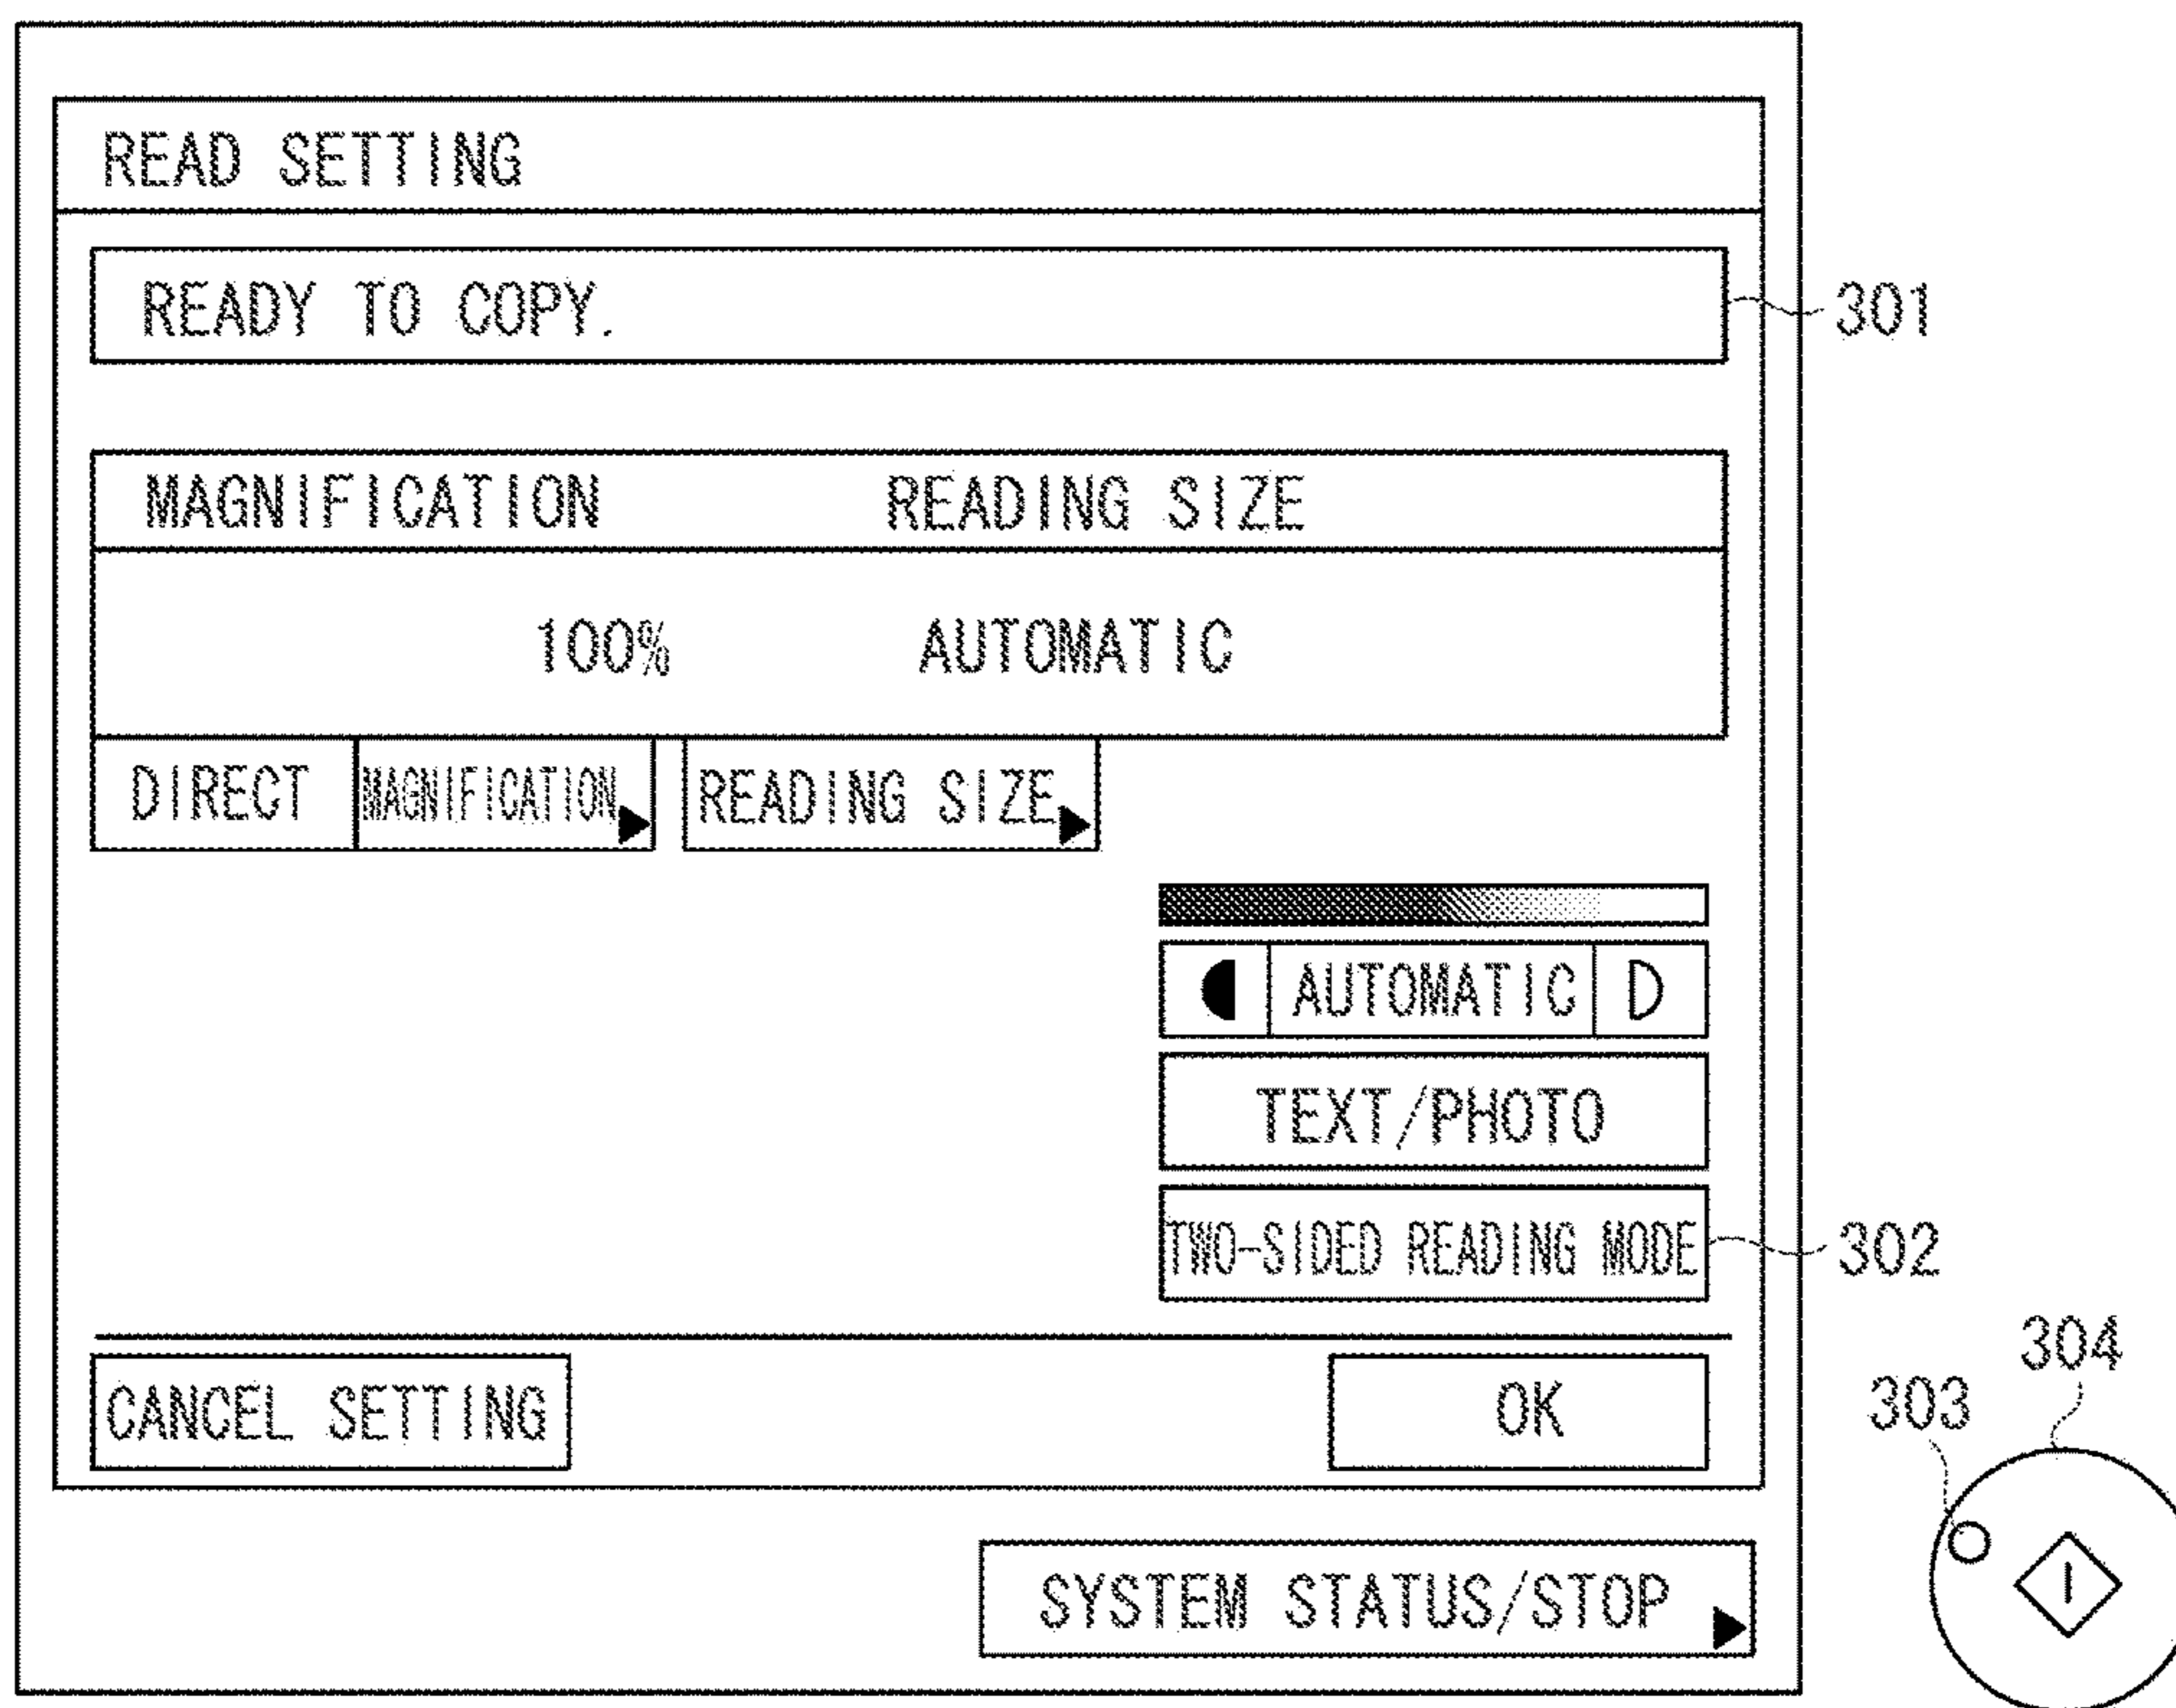 READ SETTING
READY TO COPY.
301
MAGNIFICATION READING SIZE
100% AUTOMATIC
DIRECT MAGNIFICATION READING SIZE
AUTOMATIC
TEXT/PHOTO
TWO-SIDED READING MODE
302
CANCEL SETTING OK
304
303
SYSTEM STATUS/STOP